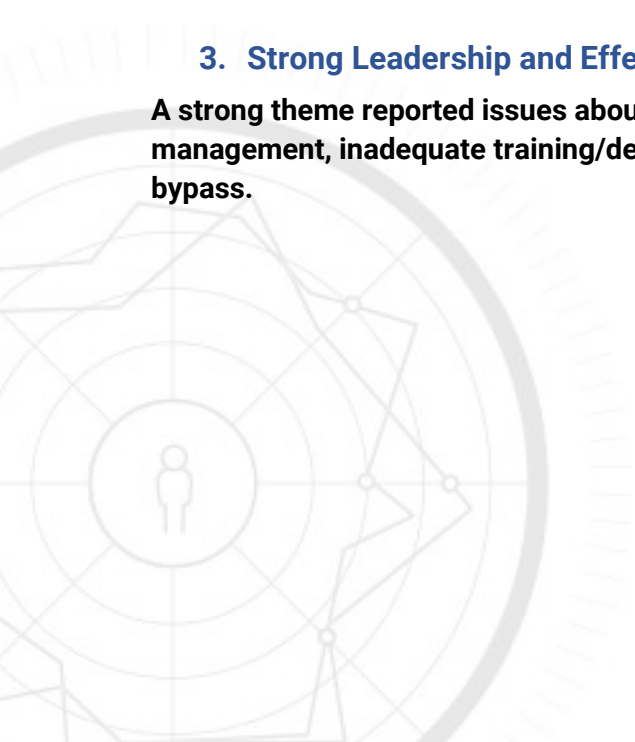 3. Strong Leadership and Effe
A strong theme reported issues abou
management, inadequate training/de
bypass.